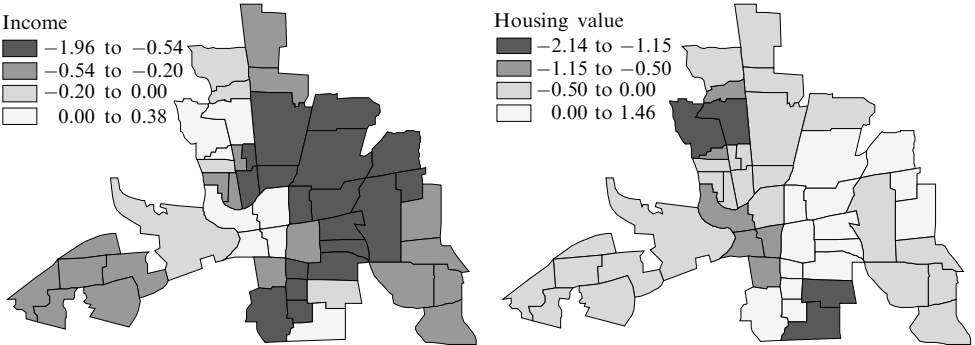 Income
−1.96 to −0.54
−0.54 to −0.20
−0.20 to 0.00
0.00 to 0.38
Housing value
−2.14 to −1.15
−1.15 to −0.50
−0.50 to 0.00
0.00 to 1.46